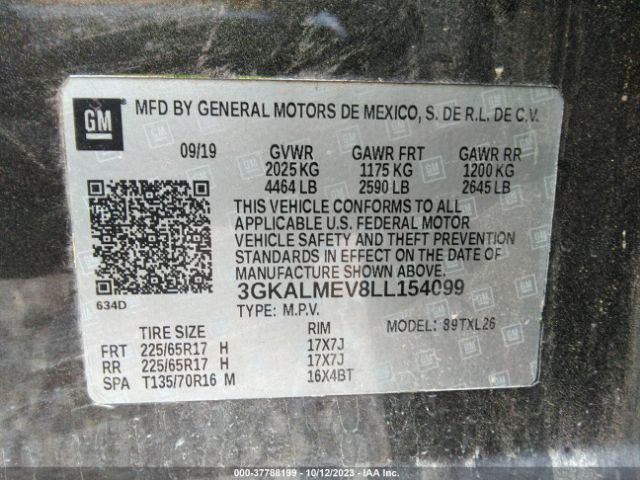 GM
MFD BY GENERAL MOTORS DE MEXICO, S. DE R.L. DE C.V.
09/19 GVWR GAWR FRT GAWR RR
2025 KG 1175 KG 1200 KG
4464 LB 2590 LB 2645 LB
THIS VEHICLE CONFORMS TO ALL
APPLICABLE U.S. FEDERAL MOTOR
VEHICLE SAFETY AND THEFT PREVENTION
STANDARDS IN EFFECT ON THE DATE OF
MANUFACTURE SHOWN ABOVE.
634D
3GKALMEV8LL154099
TYPE: M.P.V.
MODEL: 89TXL26
TIRE SIZE RIM
FRT 225/65R17 H 17X7J
RR 225/65R17 H 17X7J
SPA T135/70R16 M 16X4BT
000-37788199 - 10/12/2023 - IAA Inc.